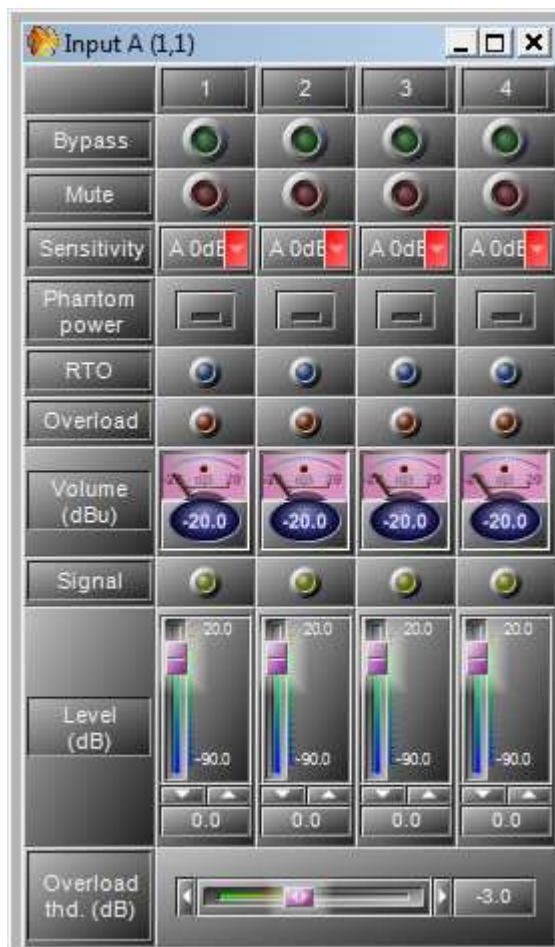 Input A (1,1)
1 2 3 4
Bypass
Mute
Sensitivity A 0dB A 0dB A 0dB A 0dB
Phantom
power
RTO
Overload
Volume
(dBu)
-20.0 -20.0 -20.0 -20.0
Signal
20.0 20.0 20.0 20.0
Level
(dB)
-90.0 -90.0 -90.0 -90.0
0.0 0.0 0.0 0.0
Overload
thd. (dB)
-3.0